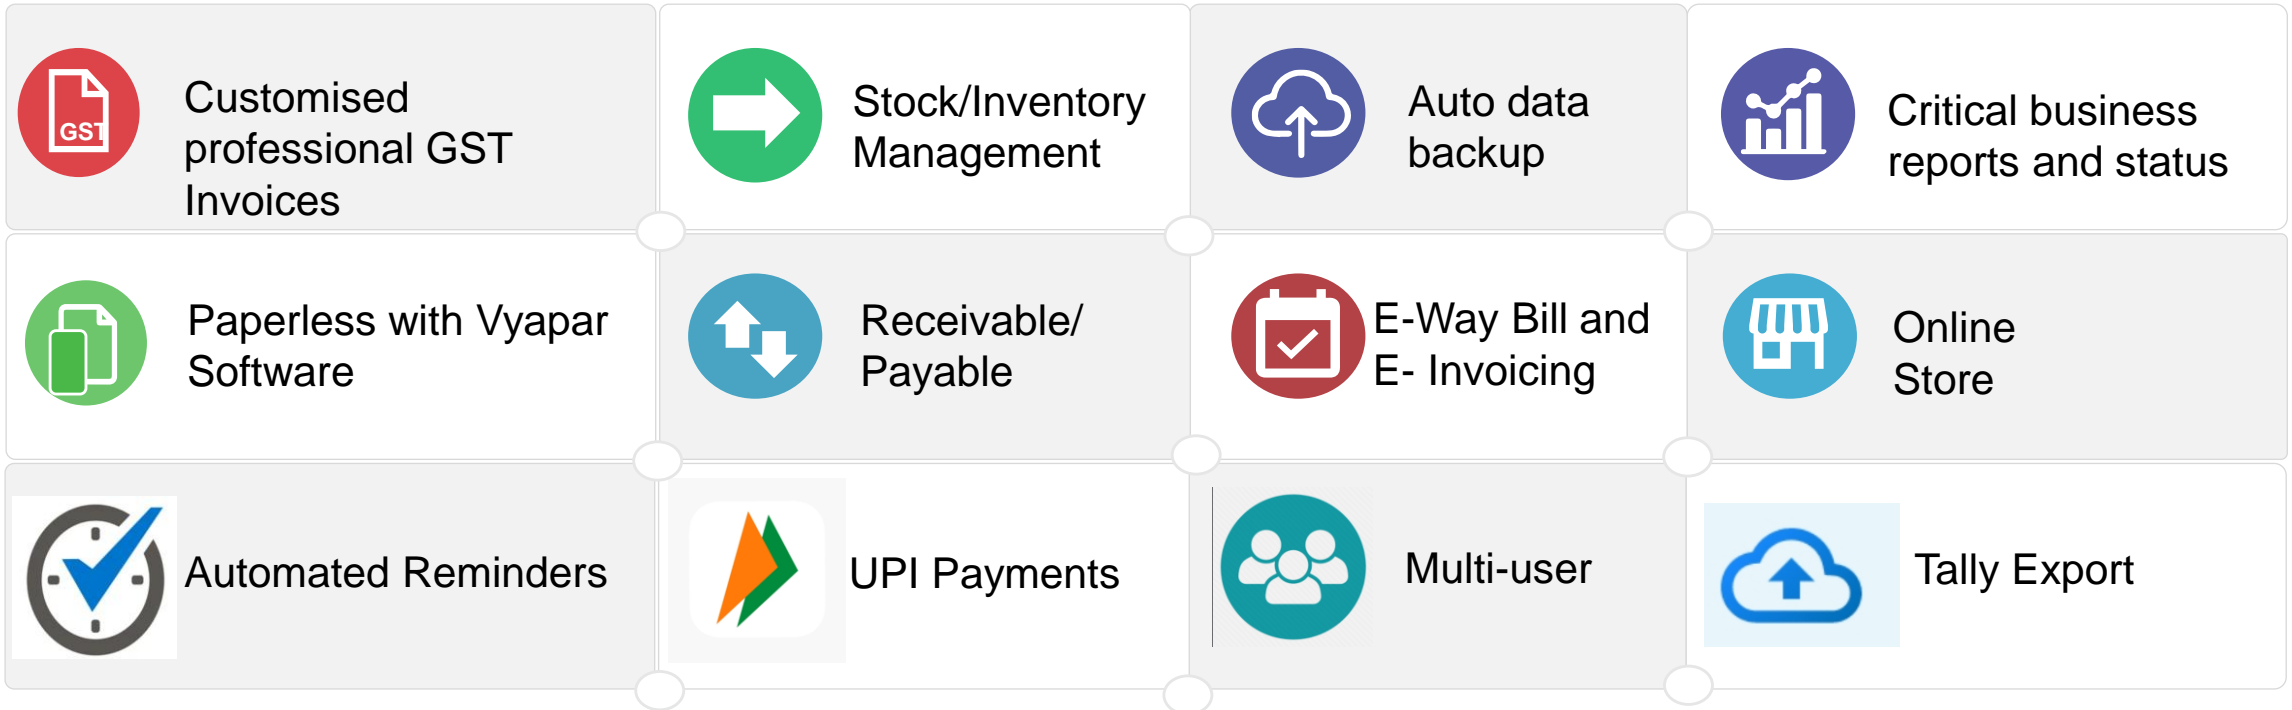 GST
Customised
professional GST
Invoices
Stock/Inventory
Management
Auto data
backup
Critical business
reports and status
Paperless with Vyapar
Software
Receivable/
Payable
E-Way Bill and
E- Invoicing
Online
Store
Automated Reminders
UPI Payments
Multi-user
Tally Export